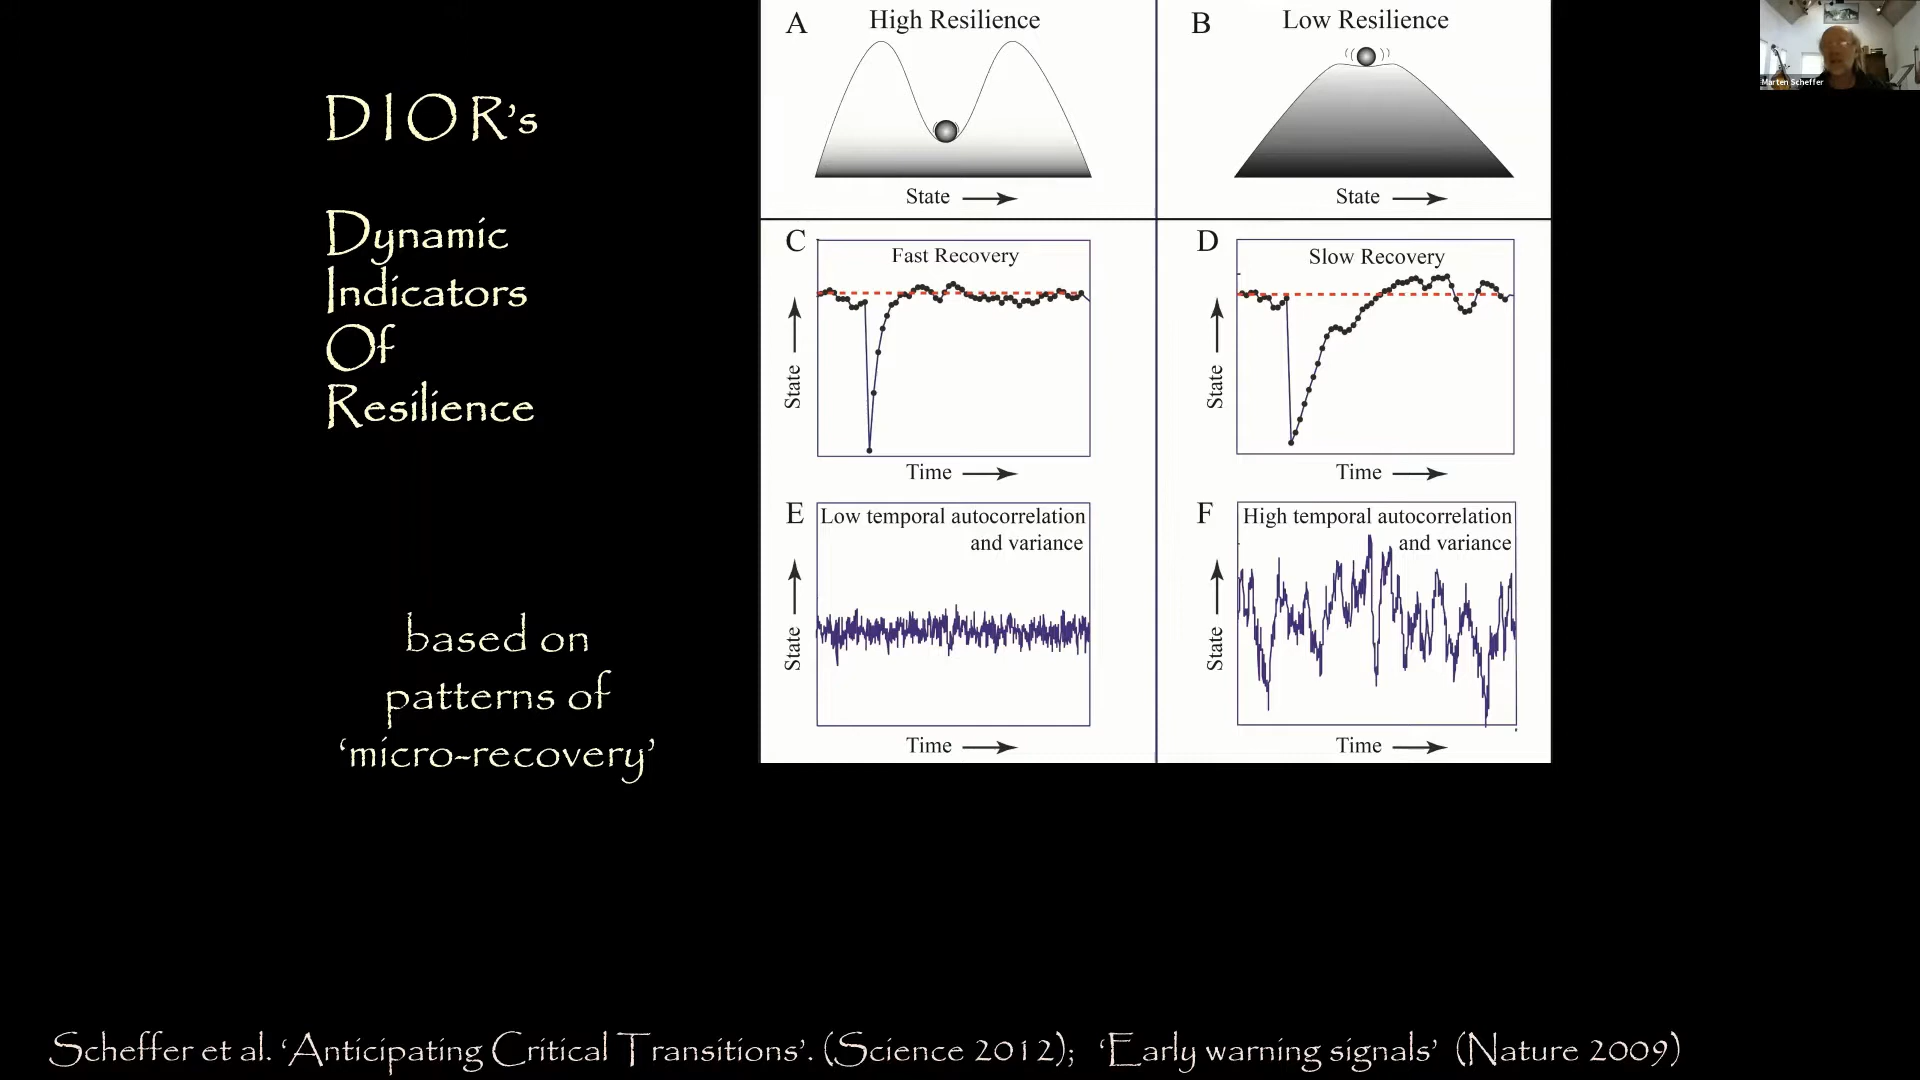 D I O R’s
Dynamic
Indicators
Of
Resilience
based on
patterns of
‘micro-recovery’
A
High Resilience
State
B
Low Resilience
State
C
Fast Recovery
State
Time
D
Slow Recovery
State
Time
E
Low temporal autocorrelation
and variance
State
Time
F
High temporal autocorrelation
and variance
State
Time
Scheffer et al. ‘Anticipating Critical Transitions’. (Science 2012); ‘Early warning signals’ (Nature 2009)
Marten Scheffer